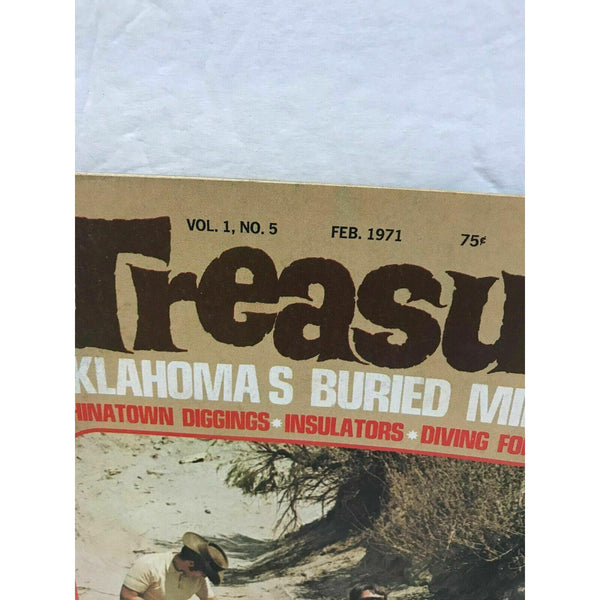 VOL. 1, NO. 5 FEB. 1971 75¢
Treasu
KLAHOMA S BURIED MI
HINATOWN DIGGINGS * INSULATORS * DIVING FO